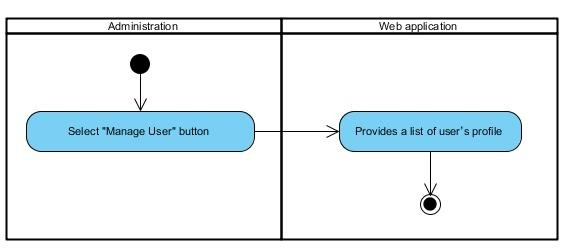 Administration
Web application
Select "Manage User" button
Provides a list of user's profile